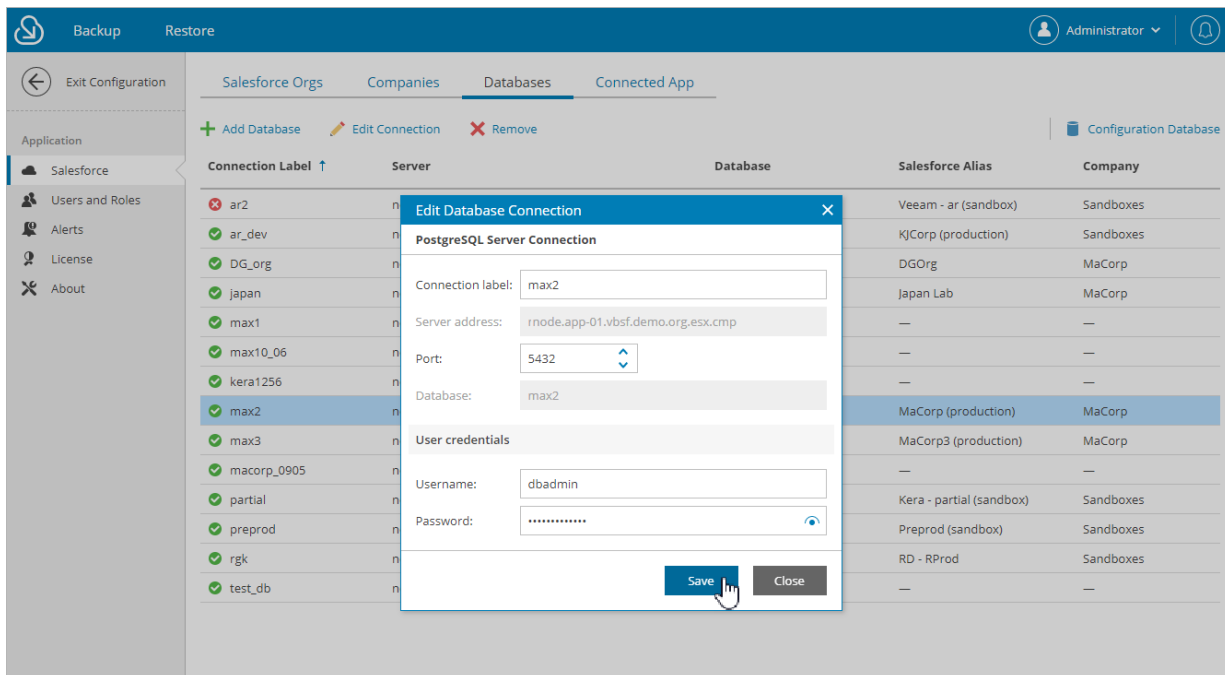 Backup Restore Administrator
Exit Configuration Salesforce Orgs Companies Databases Connected App
Add Database Edit Connection Remove Configuration Database
Application
Salesforce
Users and Roles
Alerts
License
About
Connection Label ↑ Server Database Salesforce Alias Company
ar2 n Veeam - ar (sandbox) Sandboxes
ar_dev n KJCorp (production) Sandboxes
DG_org n DGOrg MaCorp
japan n Japan Lab MaCorp
max1 n — —
max10_06 n — —
kera1256 n — —
max2 n MaCorp (production) MaCorp
max3 n MaCorp3 (production) MaCorp
macorp_0905 n — —
partial n Kera - partial (sandbox) Sandboxes
preprod n Preprod (sandbox) Sandboxes
rgk n RD - RProd Sandboxes
test_db n — —
Edit Database Connection
PostgreSQL Server Connection
Connection label: max2
Server address: rnode.app-01.vbsf.demo.org.esx.cmp
Port: 5432
Database: max2
User credentials
Username: dbadmin
Password: •••••••••••••
Save Close